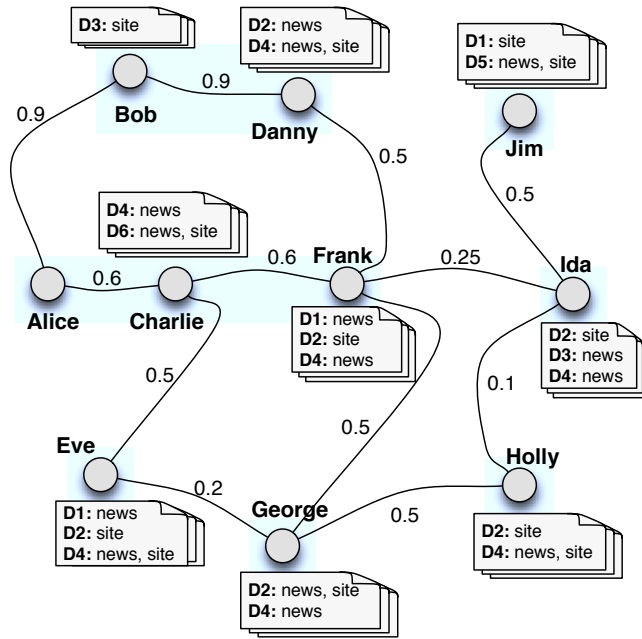 D3: site
D2: news
D4: news, site
D1: site
D5: news, site
0.9
Bob
Danny
Jim
0.9
0.5
0.5
D4: news
D6: news, site
Frank
Ida
0.6
0.6
0.25
Alice
Charlie
D1: news
D2: site
D4: news
D2: site
D3: news
D4: news
0.5
0.5
0.1
Eve
0.2
George
0.5
Holly
D1: news
D2: site
D4: news, site
D2: site
D4: news, site
D2: news, site
D4: news